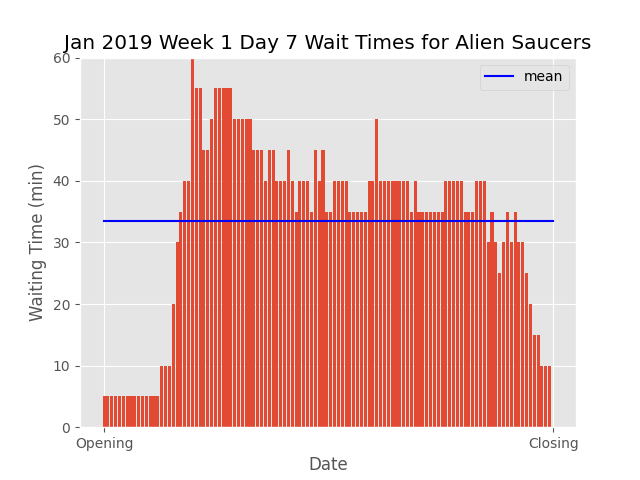 Jan 2019 Week 1 Day 7 Wait Times for Alien Saucers
mean
60
50
40
30
20
10
0
Waiting Time (min)
Opening
Closing
Date